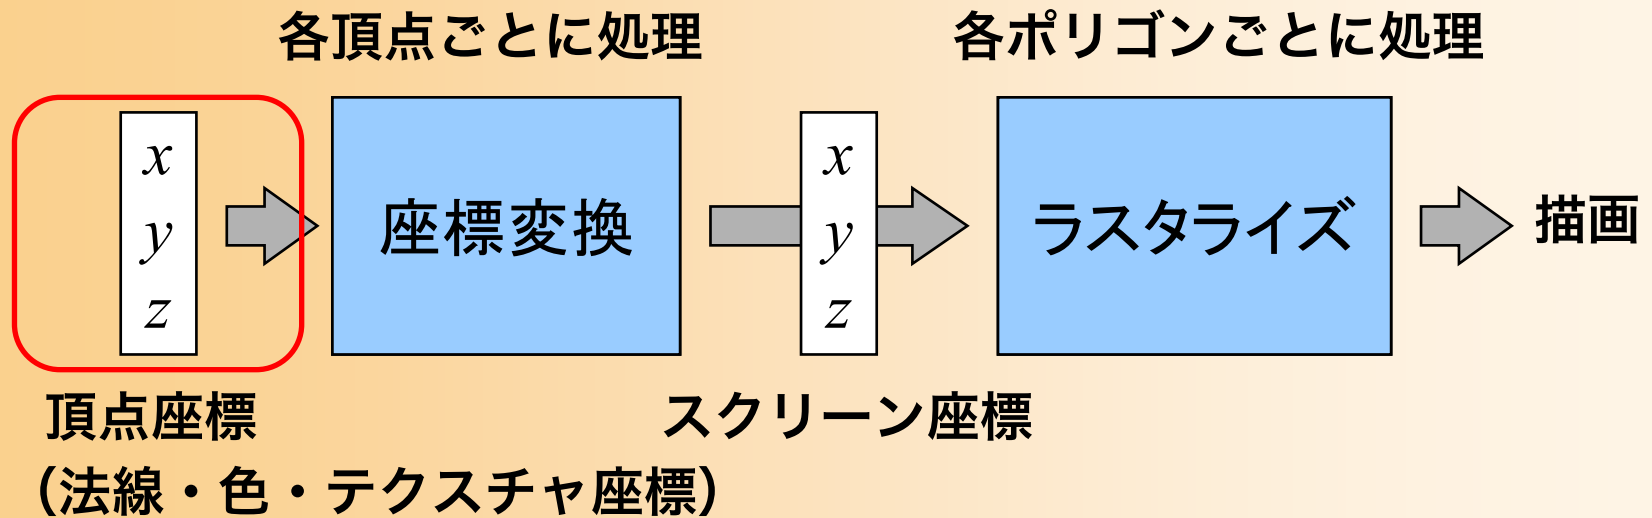 各頂点ごとに処理
各ポリゴンごとに処理
x
y
z
座標変換
x
y
z
ラスタライズ
描画
頂点座標
（法線・色・テクスチャ座標）
スクリーン座標